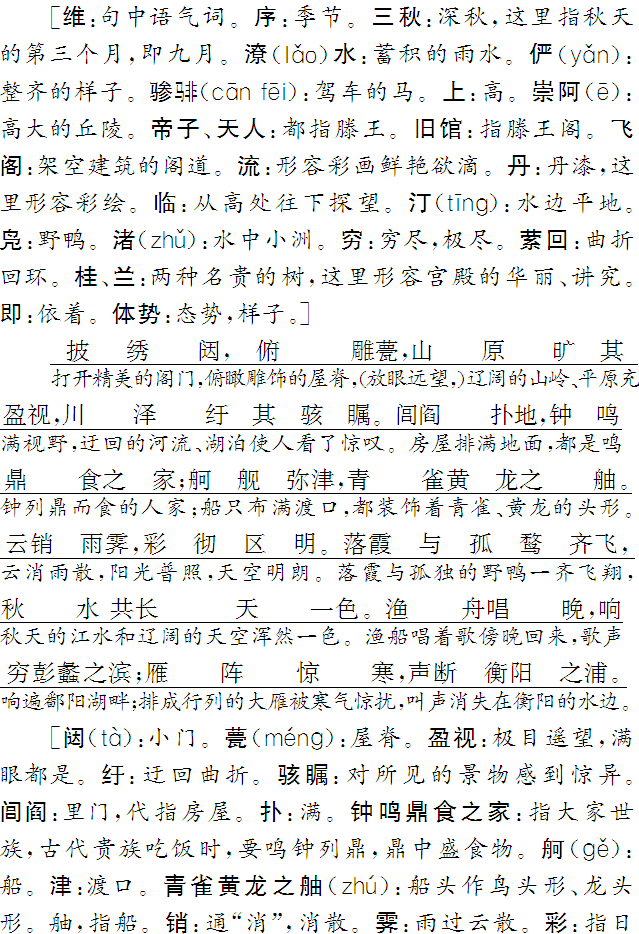 [维:句中语气词。序:季节。三秋:深秋,这里指秋天
的第三个月,即九月。潦(lǎo)水:蓄积的雨水。俨(yǎn):
整齐的样子。骖𬴂(cān fēi):驾车的马。上:高。崇阿(ē):
高大的丘陵。帝子、天人:都指滕王。旧馆:指滕王阁。飞
阁:架空建筑的阁道。流:形容彩画鲜艳欲滴。丹:丹漆,这
里形容彩绘。临:从高处往下探望。汀(tīng):水边平地。
凫:野鸭。渚(zhǔ):水中小洲。穷:穷尽,极尽。萦回:曲折
回环。桂、兰:两种名贵的树,这里形容宫殿的华丽、讲究。
即:依着。体势:态势,样子。]
披绣闼,俯雕甍,山原旷其
打开精美的阁门,俯瞰雕饰的屋脊,(放眼远望,)辽阔的山岭、平原充
盈视,川泽纡其骇瞩。闾阎扑地,钟鸣
满视野,迂回的河流、湖泊使人看了惊叹。房屋排满地面,都是鸣
鼎食之家;舸舰弥津,青雀黄龙之舳。
钟列鼎而食的人家;船只布满渡口,都装饰着青雀、黄龙的头形。
云销雨霁,彩彻区明。落霞与孤鹜齐飞,
云消雨散,阳光普照,天空明朗。落霞与孤独的野鸭一齐飞翔,
秋水共长天一色。渔舟唱晚,响
秋天的江水和辽阔的天空浑然一色。渔船唱着歌傍晚回来,歌声
穷彭蠡之滨;雁阵惊寒,声断衡阳之浦。
响遍鄱阳湖畔;排成行列的大雁被寒气惊扰,叫声消失在衡阳的水边。
[闼(tà):小门。甍(méng):屋脊。盈视:极目遥望,满
眼都是。纡:迂回曲折。骇瞩:对所见的景物感到惊异。
闾阎:里门,代指房屋。扑:满。钟鸣鼎食之家:指大家世
族,古代贵族吃饭时,要鸣钟列鼎,鼎中盛食物。舸(gě):
船。津:渡口。青雀黄龙之舳(zhú):船头作鸟头形、龙头
形。舳,指船。销:通“消”,消散。霁:雨过云散。彩:指日